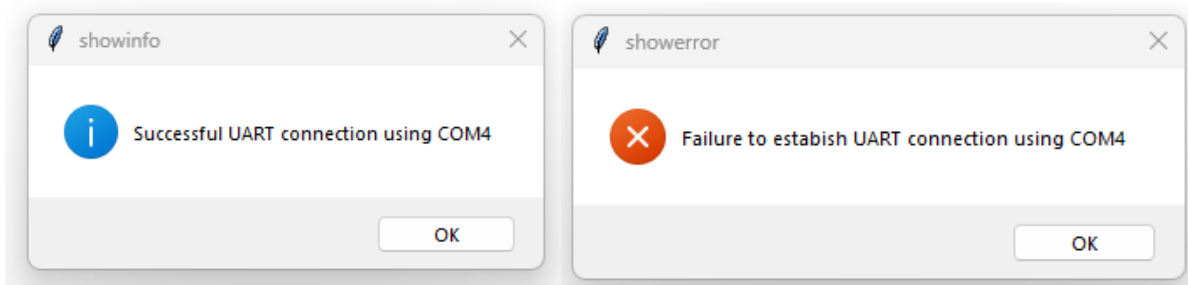 showinfo
Successful UART connection using COM4
OK
showerror
Failure to estabish UART connection using COM4
OK